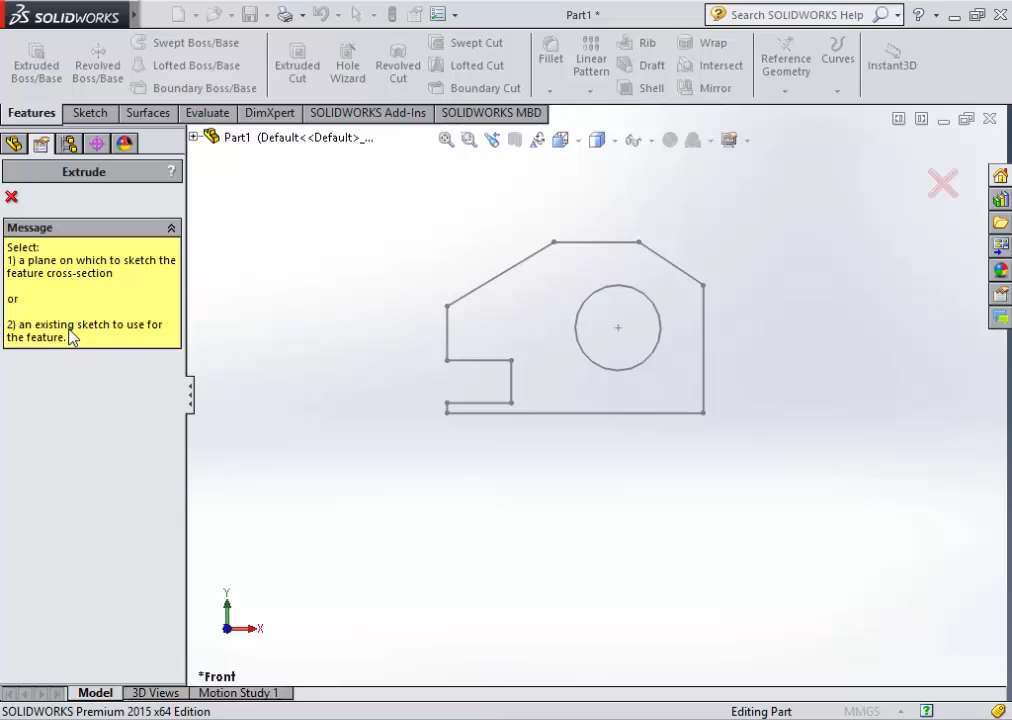 SOLIDWORKS
Part1 *
Search SOLIDWORKS Help
Extruded Boss/Base
Revolved Boss/Base
Swept Boss/Base
Lofted Boss/Base
Boundary Boss/Base
Extruded Cut
Hole Wizard
Revolved Cut
Swept Cut
Lofted Cut
Boundary Cut
Fillet
Linear Pattern
Rib
Draft
Shell
Wrap
Intersect
Mirror
Reference Geometry
Curves
Instant3D
Features
Sketch
Surfaces
Evaluate
DimXpert
SOLIDWORKS Add-Ins
SOLIDWORKS MBD
Part1 (Default<<Default>_...
Extrude
?
Message
Select:
1) a plane on which to sketch the
feature cross-section
or
2) an existing sketch to use for
the feature.
Y
X
*Front
Model
3D Views
Motion Study 1
SOLIDWORKS Premium 2015 x64 Edition
Editing Part
MMGS